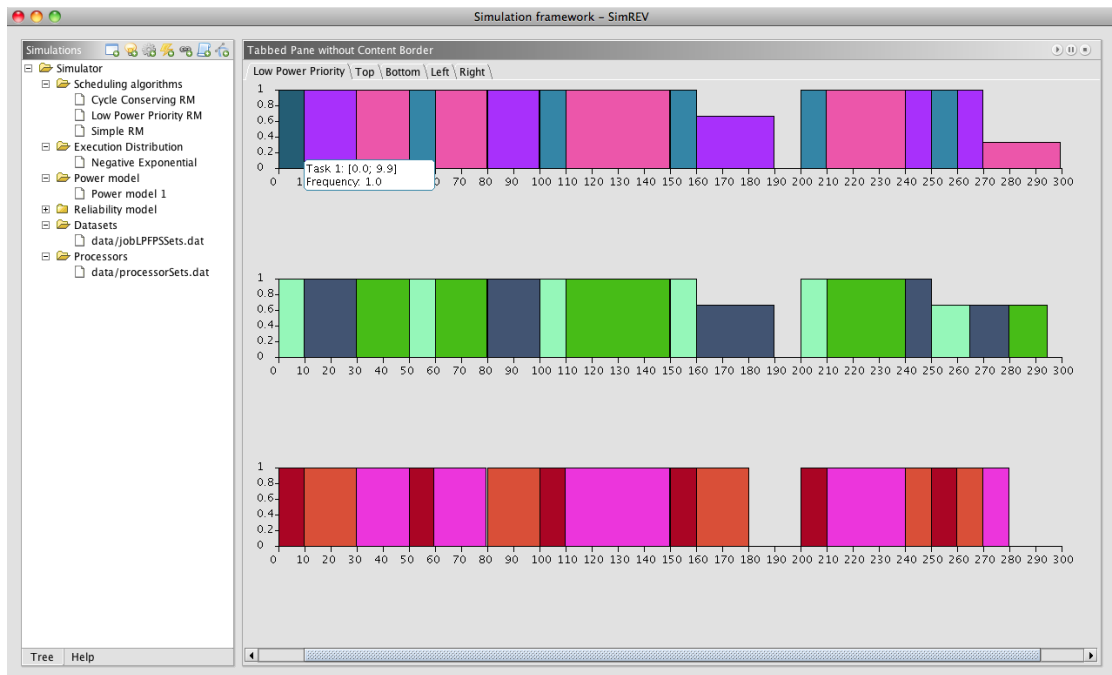 Simulation framework – SimREV
Simulations
Simulator
Scheduling algorithms
Cycle Conserving RM
Low Power Priority RM
Simple RM
Execution Distribution
Negative Exponential
Power model
Power model 1
Reliability model
Datasets
data/jobLPFPSSets.dat
Processors
data/processorSets.dat
Tree Help
Tabbed Pane without Content Border
Low Power Priority Top Bottom Left Right
1
0.8
0.6
0.4
0.2
0
Task 1: [0.0; 9.9]
Frequency: 1.0
0 1 0 70 80 90 100 110 120 130 140 150 160 170 180 190 200 210 220 230 240 250 260 270 280 290 300
1
0.8
0.6
0.4
0.2
0
0 10 20 30 40 50 60 70 80 90 100 110 120 130 140 150 160 170 180 190 200 210 220 230 240 250 260 270 280 290 300
1
0.8
0.6
0.4
0.2
0
0 10 20 30 40 50 60 70 80 90 100 110 120 130 140 150 160 170 180 190 200 210 220 230 240 250 260 270 280 290 300